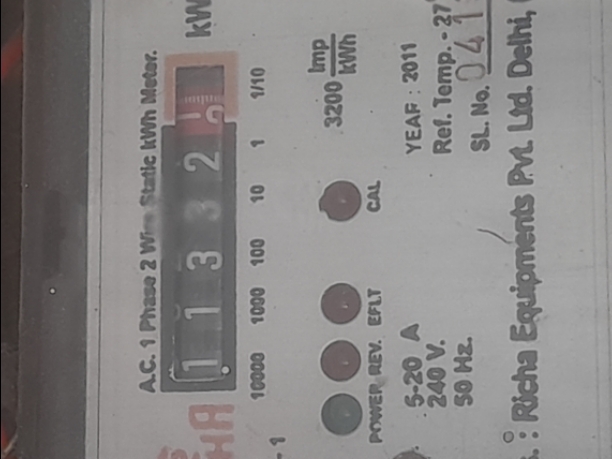 A.C. 1 Phase 2 Wire Static kWh Meter.
1 1 3 3 2
kW
10000 1000 100 10 1 1/10
3200 Imp/kWh
POWER REV. EFLT CAL
5-20 A
240 V.
50 Hz.
YEAR : 2011
Ref. Temp. - 27
SL. No. 041
: Richa Equipments Pvt. Ltd. Delhi,